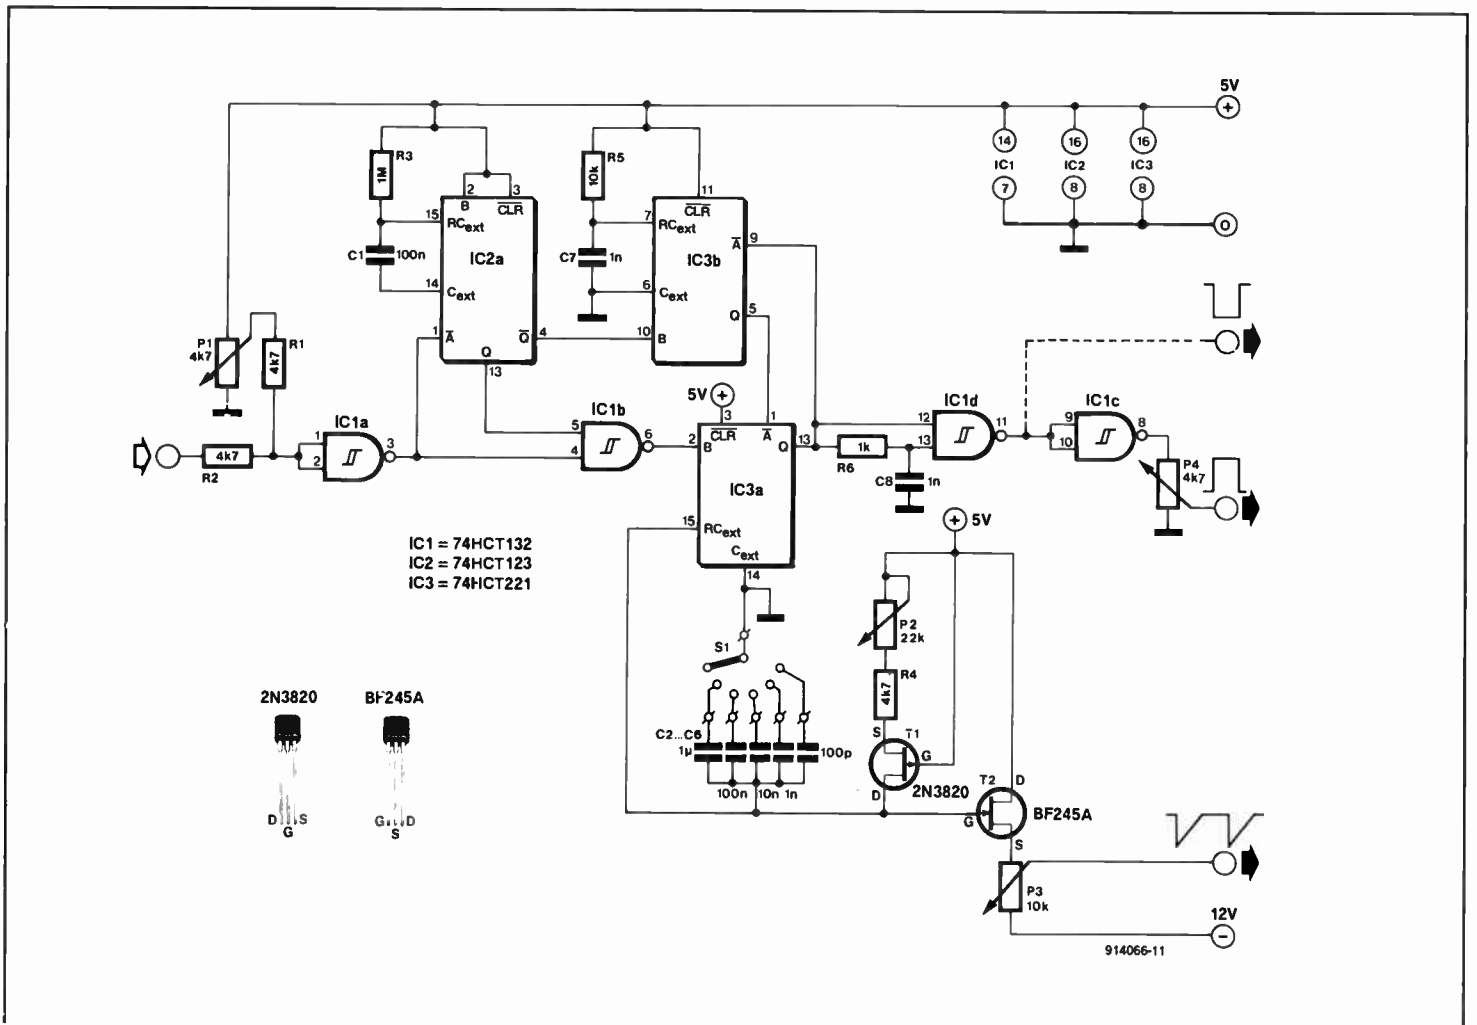 5V
+
14 16 16
IC1 IC2 IC3
7 8 8
0
R3
1M
2 3
B CLR
15 RCext
C1 100n
IC2a
14 Cext
1 A
Q 4
Q
13
R5
10k
11
CLR
7 RCext
A 9
C7 1n
IC3b
6 Cext
Q 5
10 B
P1
4k7
R1
4k7
IC1a
1
2
3
4k7
R2
IC1b
5
4
6
5V +
3 1
CLR A
2 B
Q 13
IC3a
15 RCext
Cext
14
1k
R6
C8 1n
IC1d
12
13
11
IC1c
9
10
8
P4
4k7
IC1 = 74HCT132
IC2 = 74HCT123
IC3 = 74HCT221
+ 5V
S1
P2
22k
R4
4k7
S T1
G
D 2N3820
C2...C6
1µ
100p
100n 10n 1n
T2 D
G
BF245A
S
P3
10k
12V
−
914066-11
2N3820 BF245A
D S
G
G D
S